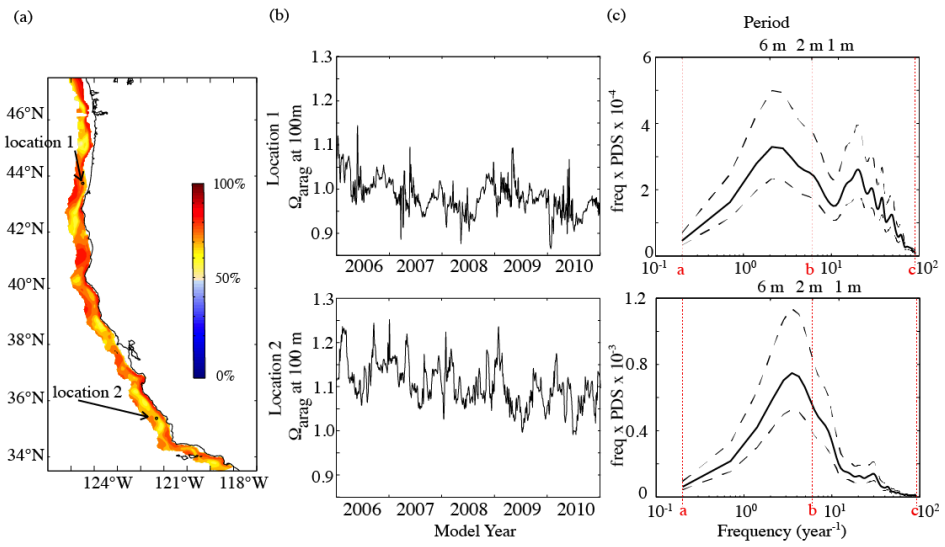 (a)
46°N
44°N
42°N
40°N
38°N
36°N
34°N
location 1
location 2
100%
50%
0%
124°W 121°W 118°W
(b)
Location 1
Ωarag at 100m
1.3
1.2
1.1
1.0
0.9
2006 2007 2008 2009 2010
Location 2
Ωarag at 100 m
1.3
1.2
1.1
1.0
0.9
2006 2007 2008 2009 2010
Model Year
(c)
Period
6 m 2 m 1 m
freq x PDS x 10-4
6
4
2
0
10-1 a 100 b 101 c 102
6 m 2 m 1 m
freq x PDS x 10-3
1.2
0.9
0.6
0.3
0
10-1 a 100 b 101 c 102
Frequency (year-1)